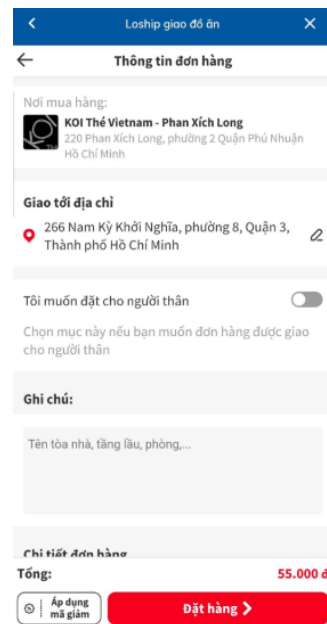 Loship giao đồ ăn
Thông tin đơn hàng
Nơi mua hàng:
KOI Thé Vietnam - Phan Xích Long
220 Phan Xích Long, phường 2 Quận Phú Nhuận
Hồ Chí Minh
Giao tới địa chỉ
266 Nam Kỳ Khởi Nghĩa, phường 8, Quận 3,
Thành phố Hồ Chí Minh
Tôi muốn đặt cho người thân
Chọn mục này nếu bạn muốn đơn hàng được giao
cho người thân
Ghi chú:
Tên tòa nhà, tầng lầu, phòng,...
Chi tiết đơn hàng
Tổng:
55.000 đ
Áp dụng
mã giảm
Đặt hàng